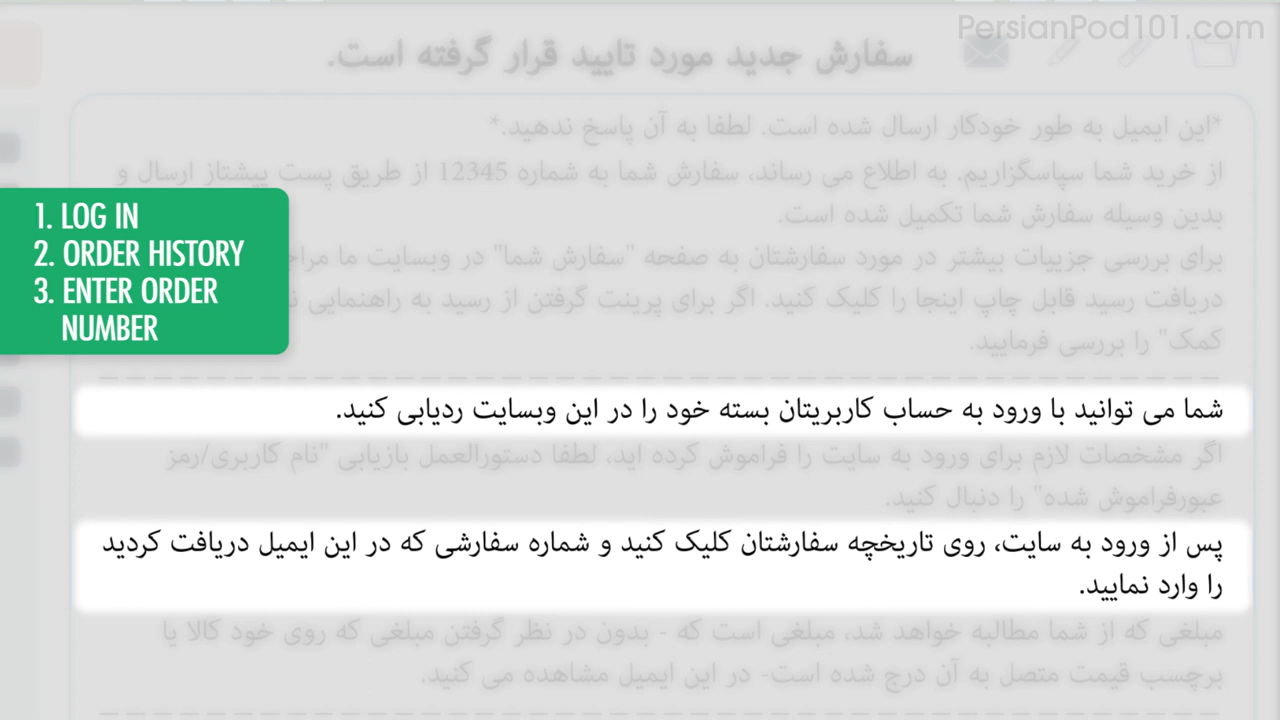 PersianPod101.com
سفارش جدید مورد تایید قرار گرفته است.
*این ایمیل به طور خودکار ارسال شده است. لطفا به آن پاسخ ندهید.*
از خرید شما سپاسگزاریم. به اطلاع می رساند، سفارش شما به شماره 12345 از طریق پست پیشتاز ارسال و
بدین وسیله سفارش شما تکمیل شده است.
برای بررسی جزییات بیشتر در مورد سفارشتان به صفحه "سفارش شما" در وبسایت ما
دریافت رسید قابل چاپ اینجا را کلیک کنید. اگر برای پرینت گرفتن از رسید به راهنمایی
کمک" را بررسی فرمایید.
1. LOG IN
2. ORDER HISTORY
3. ENTER ORDER
NUMBER
شما می توانید با ورود به حساب کاربریتان بسته خود را در این وبسایت ردیابی کنید.
اگر مشخصات لازم برای ورود به سایت را فراموش کرده اید، لطفا دستورالعمل بازیابی "نام کاربری/رمز
عبورفراموش شده" را دنبال کنید.
پس از ورود به سایت، روی تاریخچه سفارشتان کلیک کنید و شماره سفارشی که در این ایمیل دریافت کردید
را وارد نمایید.
مبلغی که از شما مطالبه خواهد شد، مبلغی است که - بدون در نظر گرفتن مبلغی که روی خود کالا یا
برچسب قیمت متصل به آن درج شده است- در این ایمیل مشاهده می کنید.